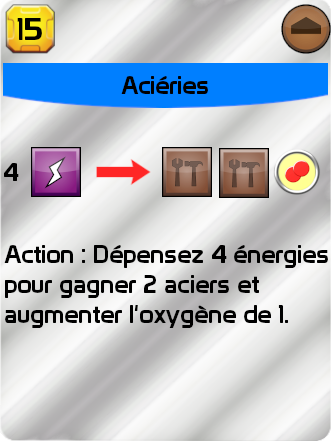 15
Aciéries
4
Action : Dépensez 4 énergies
pour gagner 2 aciers et
augmenter l'oxygène de 1.